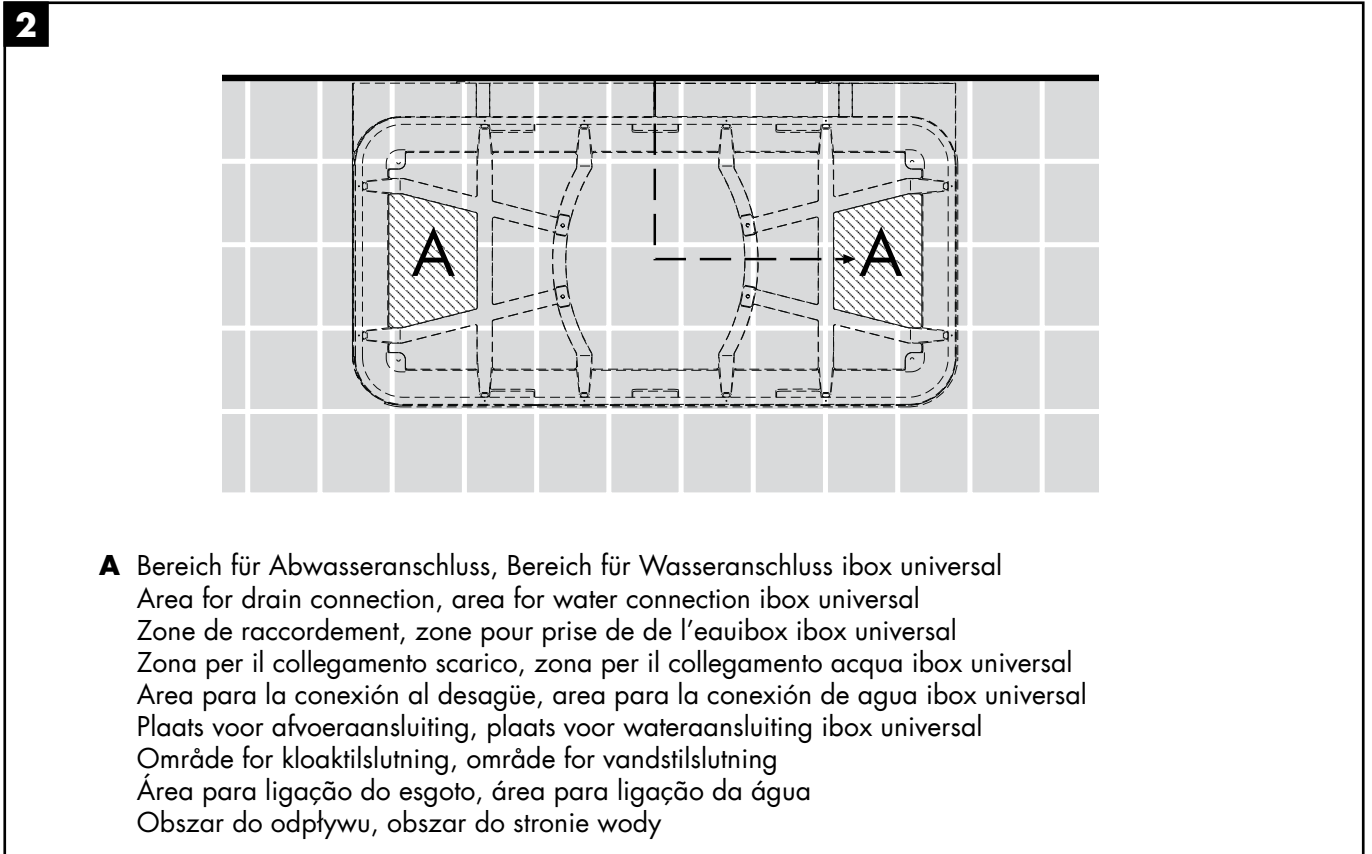 2
A A
A Bereich für Abwasseranschluss, Bereich für Wasseranschluss ibox universal
Area for drain connection, area for water connection ibox universal
Zone de raccordement, zone pour prise de de l’eauibox ibox universal
Zona per il collegamento scarico, zona per il collegamento acqua ibox universal
Area para la conexión al desagüe, area para la conexión de agua ibox universal
Plaats voor afvoeraansluiting, plaats voor wateraansluiting ibox universal
Område for kloaktilslutning, område for vandstilslutning
Área para ligação do esgoto, área para ligação da água
Obszar do odpływu, obszar do stronie wody